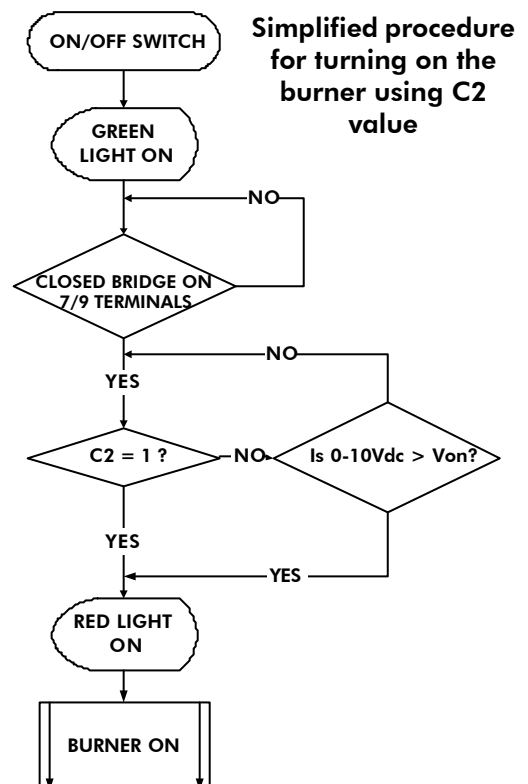 ON/OFF SWITCH
Simplified procedure
for turning on the
burner using C2
value
GREEN
LIGHT ON
NO
CLOSED BRIDGE ON
7/9 TERMINALS
NO
YES
C2 = 1 ?
NO
Is 0-10Vdc > Von?
YES
YES
RED LIGHT
ON
BURNER ON